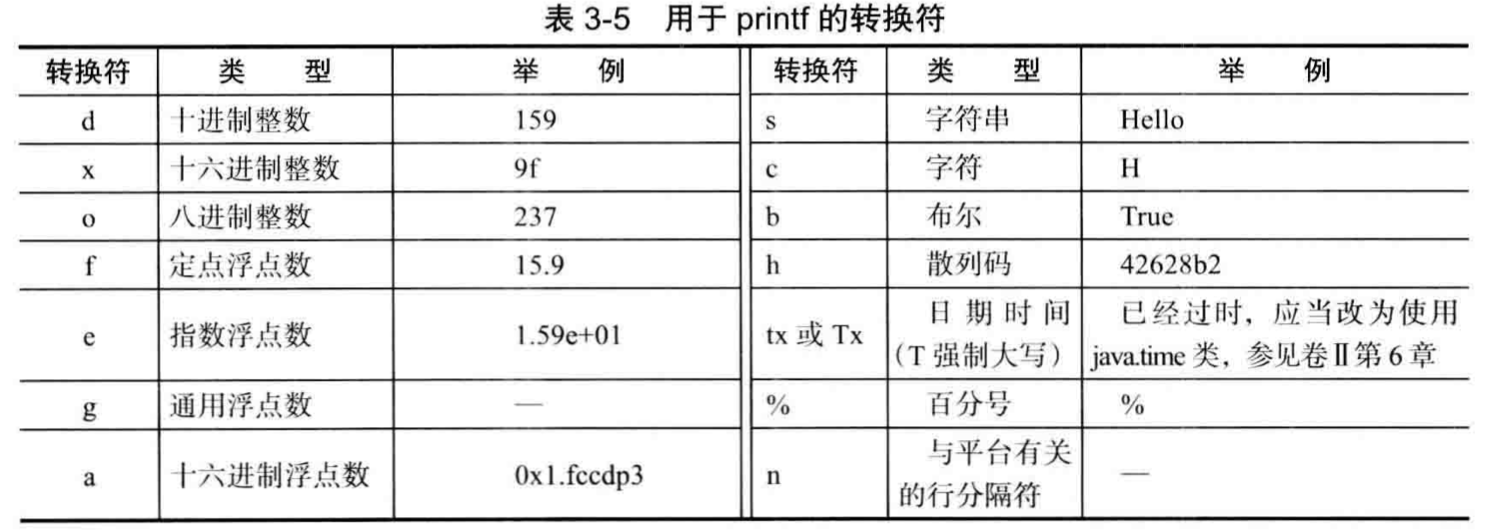 表 3-5 用于 printf 的转换符
转换符 类 型 举 例 转换符 类 型 举 例
d 十进制整数 159 s 字符串 Hello
x 十六进制整数 9f c 字符 H
o 八进制整数 237 b 布尔 True
f 定点浮点数 15.9 h 散列码 42628b2
e 指数浮点数 1.59e+01 tx 或 Tx 日期时间 已经过时，应当改为使用
（T 强制大写） java.time 类，参见卷Ⅱ第 6 章
g 通用浮点数 — % 百分号 %
a 十六进制浮点数 0x1.fccdp3 n 与平台有关 —
的行分隔符